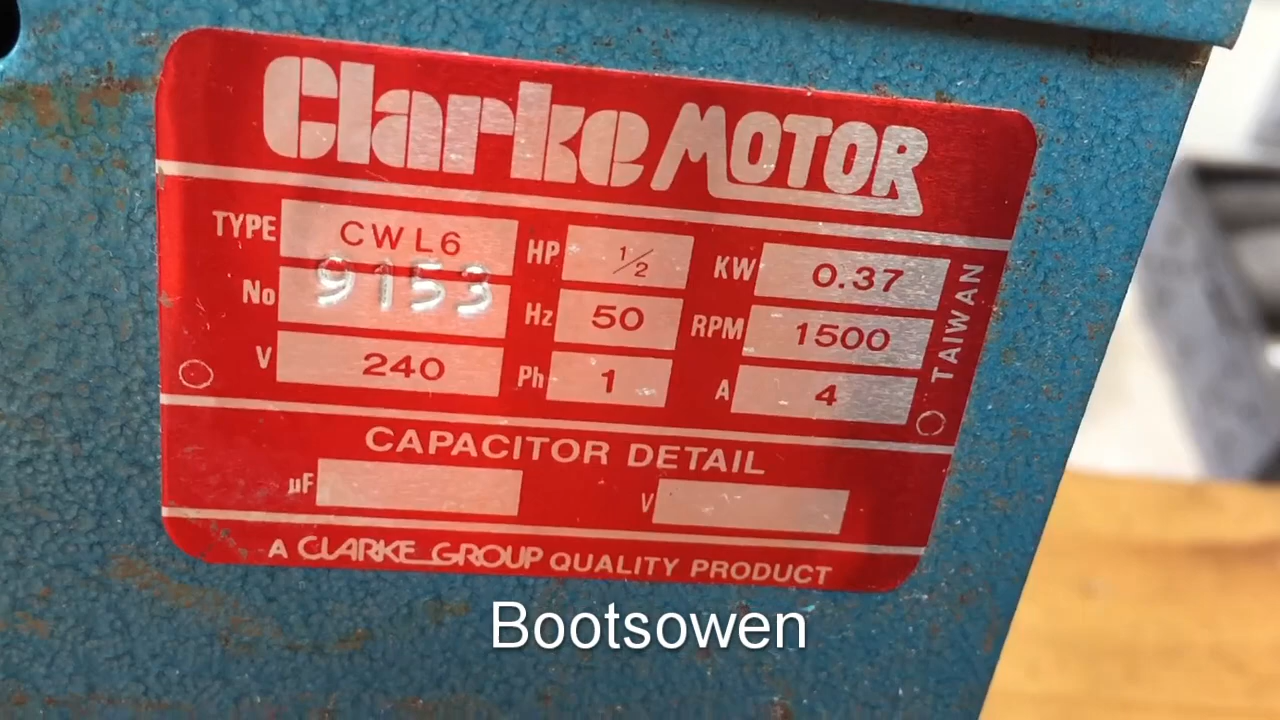 Clarke MOTOR
TYPE CWL6 HP 1/2 KW 0.37
No 9153 Hz 50 RPM 1500
V 240 Ph 1 A 4
TAIWAN
CAPACITOR DETAIL
µF V
A CLARKE GROUP QUALITY PRODUCT
Bootsowen